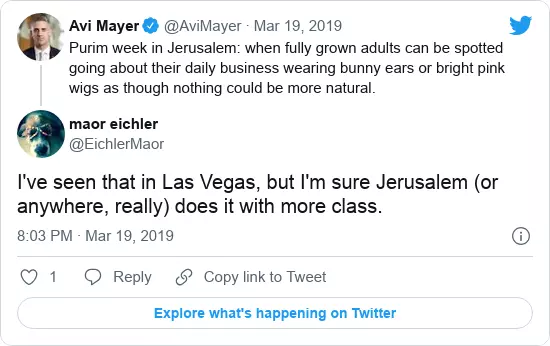 Avi Mayer @AviMayer · Mar 19, 2019
Purim week in Jerusalem: when fully grown adults can be spotted
going about their daily business wearing bunny ears or bright pink
wigs as though nothing could be more natural.
maor eichler
@EichlerMaor
I've seen that in Las Vegas, but I'm sure Jerusalem (or
anywhere, really) does it with more class.
8:03 PM · Mar 19, 2019
1 Reply Copy link to Tweet
Explore what's happening on Twitter